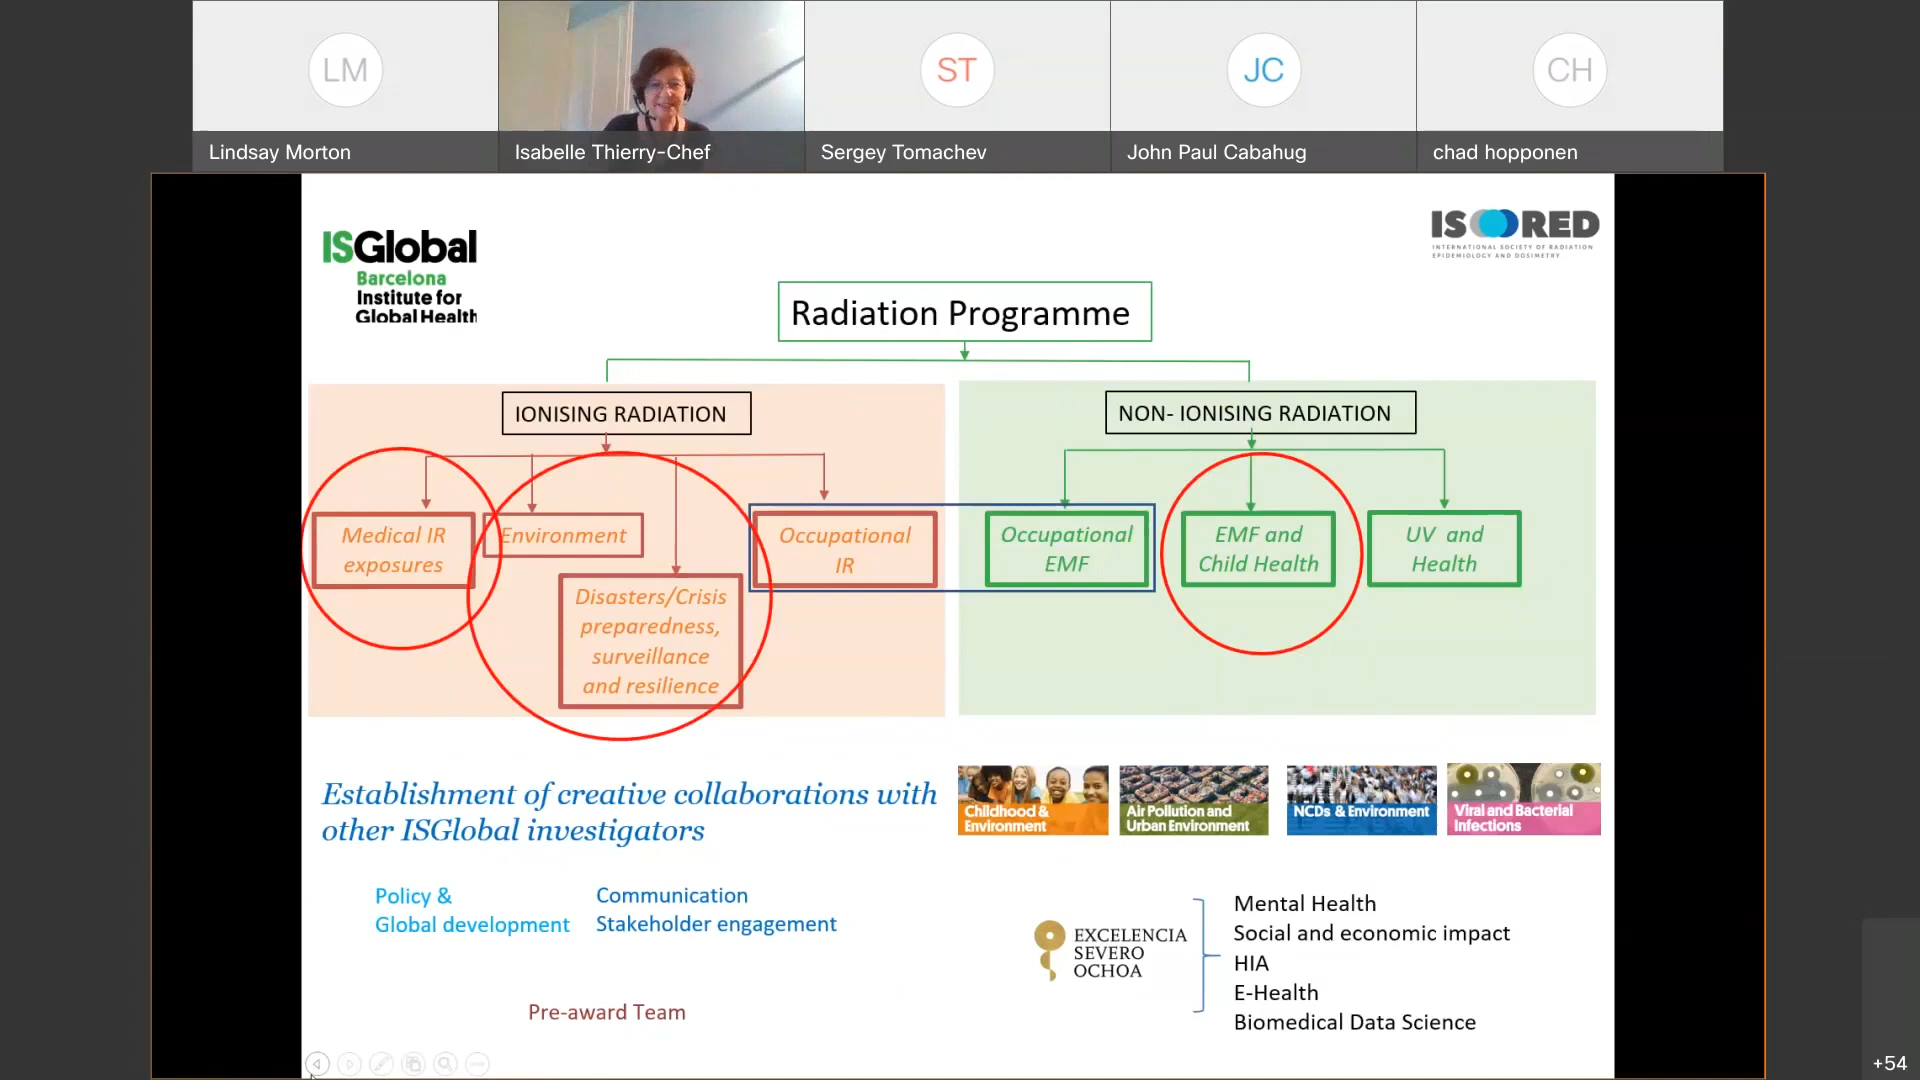 LM
ST
JC
CH
Lindsay Morton
Isabelle Thierry-Chef
Sergey Tomachev
John Paul Cabahug
chad hopponen
ISGlobal
Barcelona
Institute for
Global Health
IS RED
INTERNATIONAL SOCIETY OF RADIATION
EPIDEMIOLOGY AND DOSIMETRY
Radiation Programme
IONISING RADIATION
NON- IONISING RADIATION
Medical IR
exposures
Environment
Disasters/Crisis
preparedness,
surveillance
and resilience
Occupational
IR
Occupational
EMF
EMF and
Child Health
UV and
Health
Establishment of creative collaborations with
other ISGlobal investigators
Childhood &
Environment
Air Pollution and
Urban Environment
NCDs & Environment
Viral and Bacterial
Infections
Policy &
Global development
Communication
Stakeholder engagement
Pre-award Team
EXCELENCIA
SEVERO
OCHOA
Mental Health
Social and economic impact
HIA
E-Health
Biomedical Data Science
+54